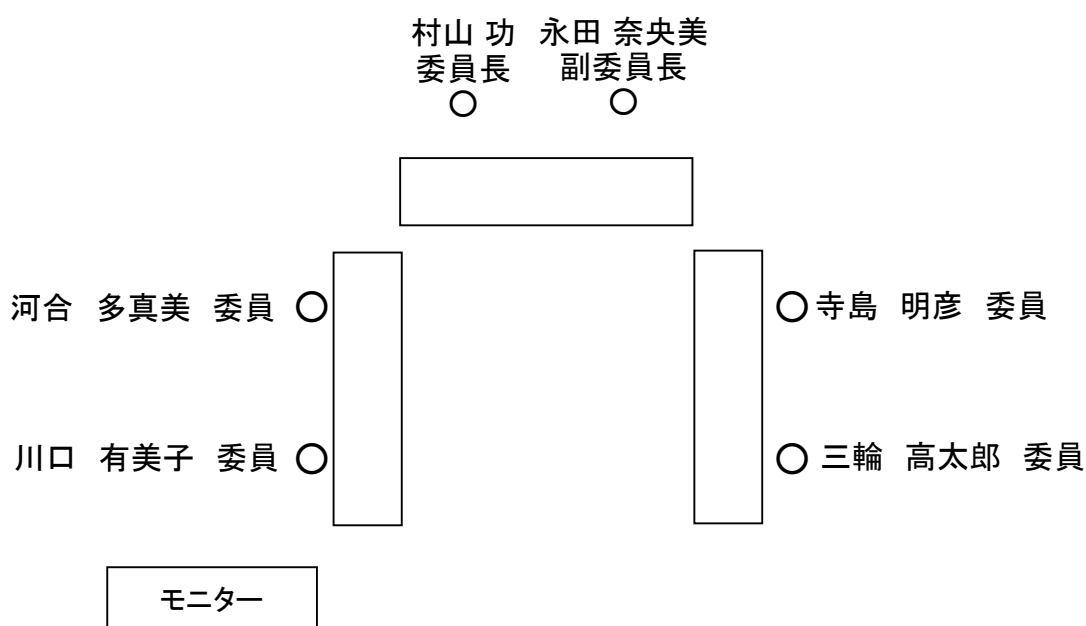 村山 功
委員長
永田 奈央美
副委員長
河合 多真美 委員
寺島 明彦 委員
川口 有美子 委員
三輪 高太郎 委員
モニター